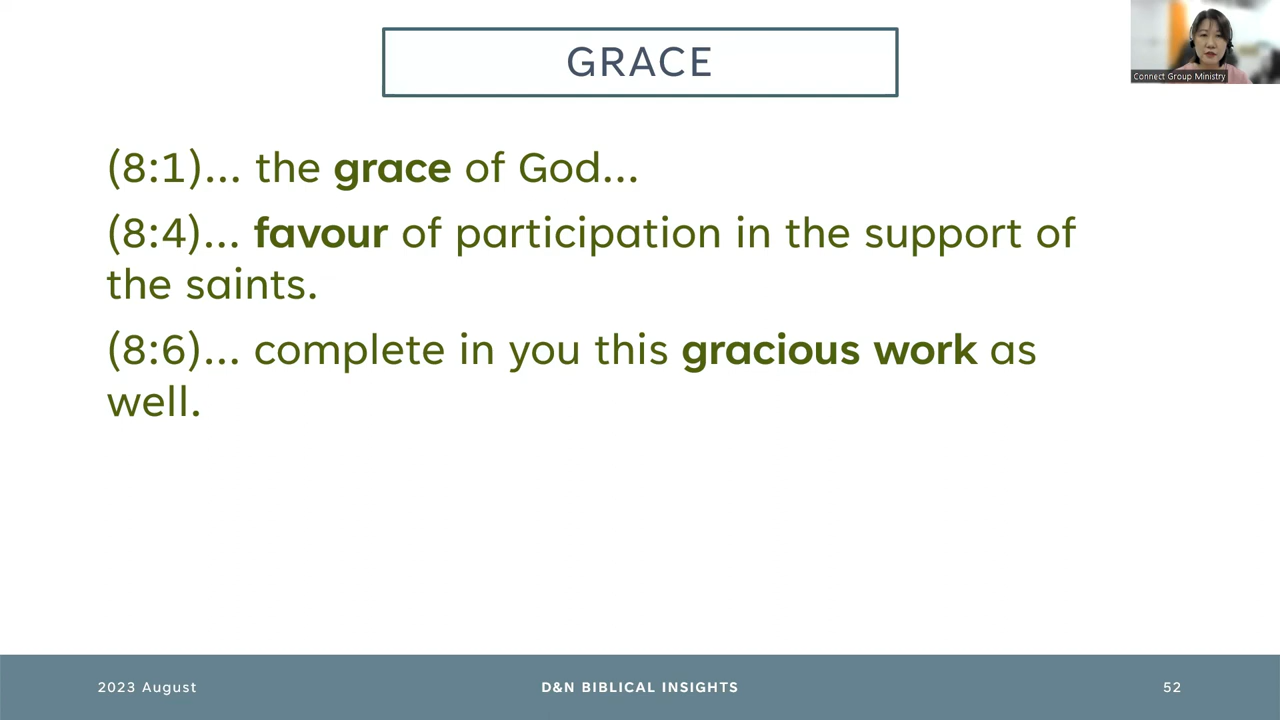 GRACE
Connect Group Ministry
(8:1)... the grace of God...
(8:4)... favour of participation in the support of
the saints.
(8:6)... complete in you this gracious work as
well.
2023 August
D&N BIBLICAL INSIGHTS
52